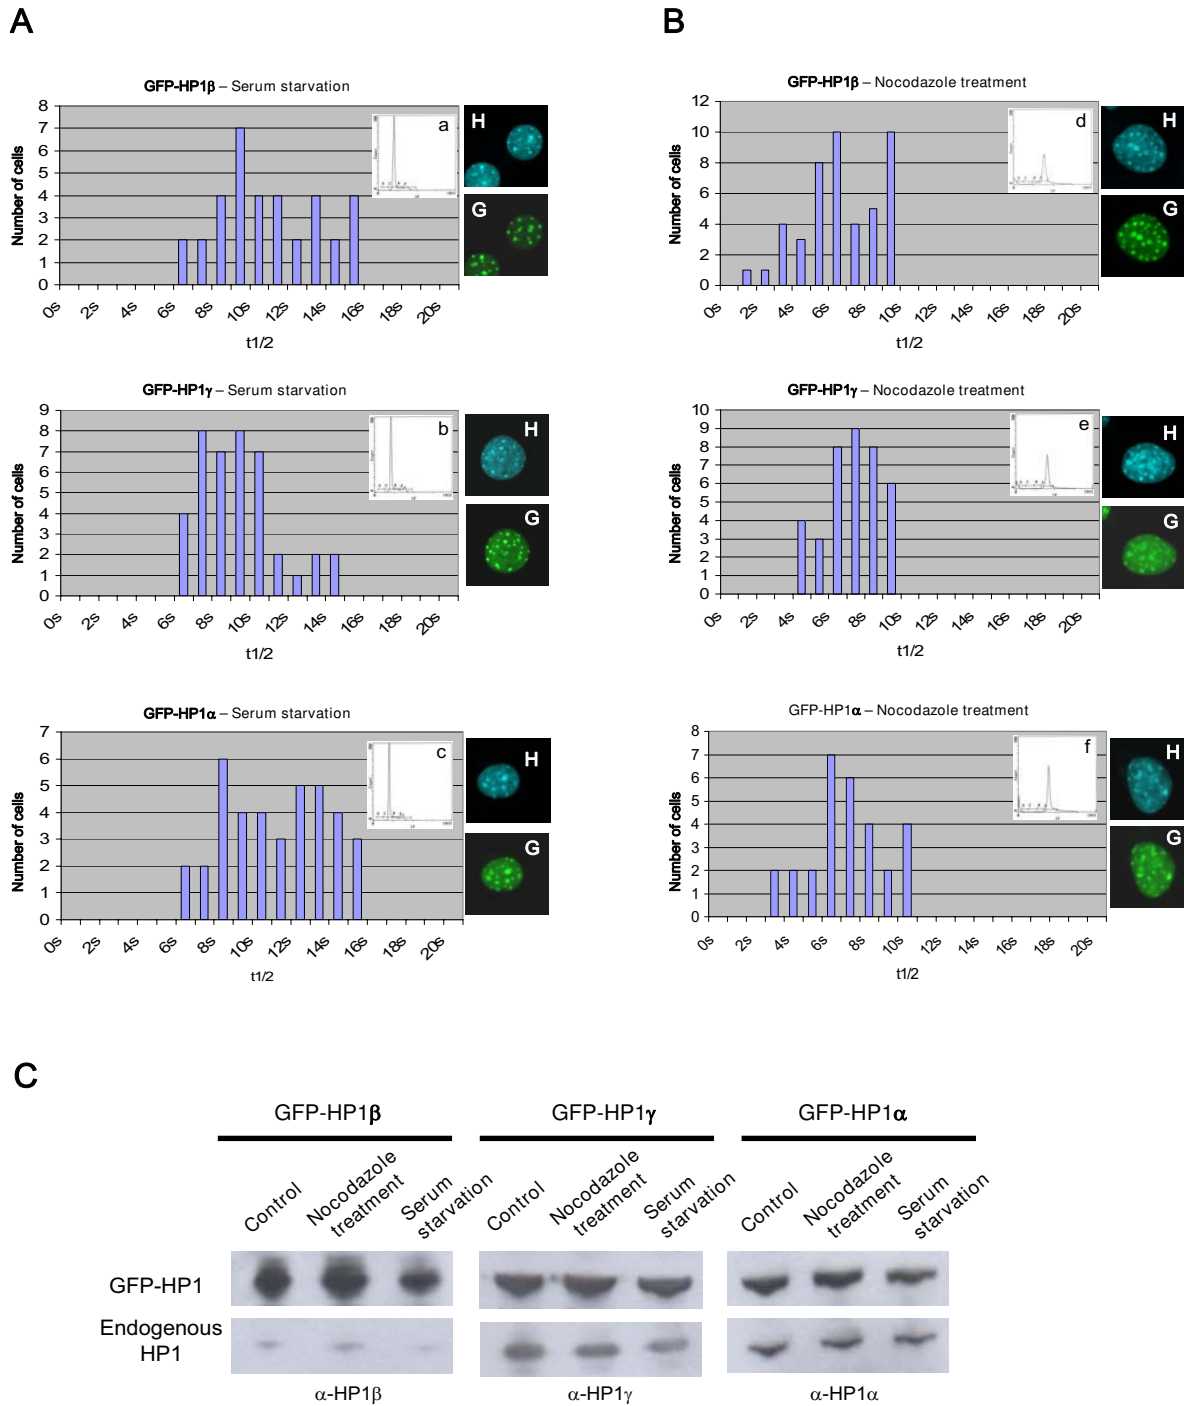 A
B
GFP-HP1β – Serum starvation
8
7
6
5
4
3
2
1
0
Number of cells
0s 2s 4s 6s 8s 10s 12s 14s 16s 18s 20s
t1/2
a
H
G
GFP-HP1γ – Serum starvation
9
8
7
6
5
4
3
2
1
0
Number of cells
0s 2s 4s 6s 8s 10s 12s 14s 16s 18s 20s
t1/2
b
H
G
GFP-HP1α – Serum starvation
7
6
5
4
3
2
1
0
Number of cells
0s 2s 4s 6s 8s 10s 12s 14s 16s 18s 20s
t1/2
c
H
G
GFP-HP1β – Nocodazole treatment
12
10
8
6
4
2
0
Number of cells
0s 2s 4s 6s 8s 10s 12s 14s 16s 18s 20s
t1/2
d
H
G
GFP-HP1γ – Nocodazole treatment
10
9
8
7
6
5
4
3
2
1
0
Number of cells
0s 2s 4s 6s 8s 10s 12s 14s 16s 18s 20s
t1/2
e
H
G
GFP-HP1α – Nocodazole treatment
8
7
6
5
4
3
2
1
0
Number of cells
0s 2s 4s 6s 8s 10s 12s 14s 16s 18s 20s
t1/2
f
H
G
C
GFP-HP1β GFP-HP1γ GFP-HP1α
Control
Nocodazole
treatment
Serum
starvation
Control
Nocodazole
treatment
Serum
starvation
Control
Nocodazole
treatment
Serum
starvation
GFP-HP1
Endogenous
HP1
α-HP1β α-HP1γ α-HP1α